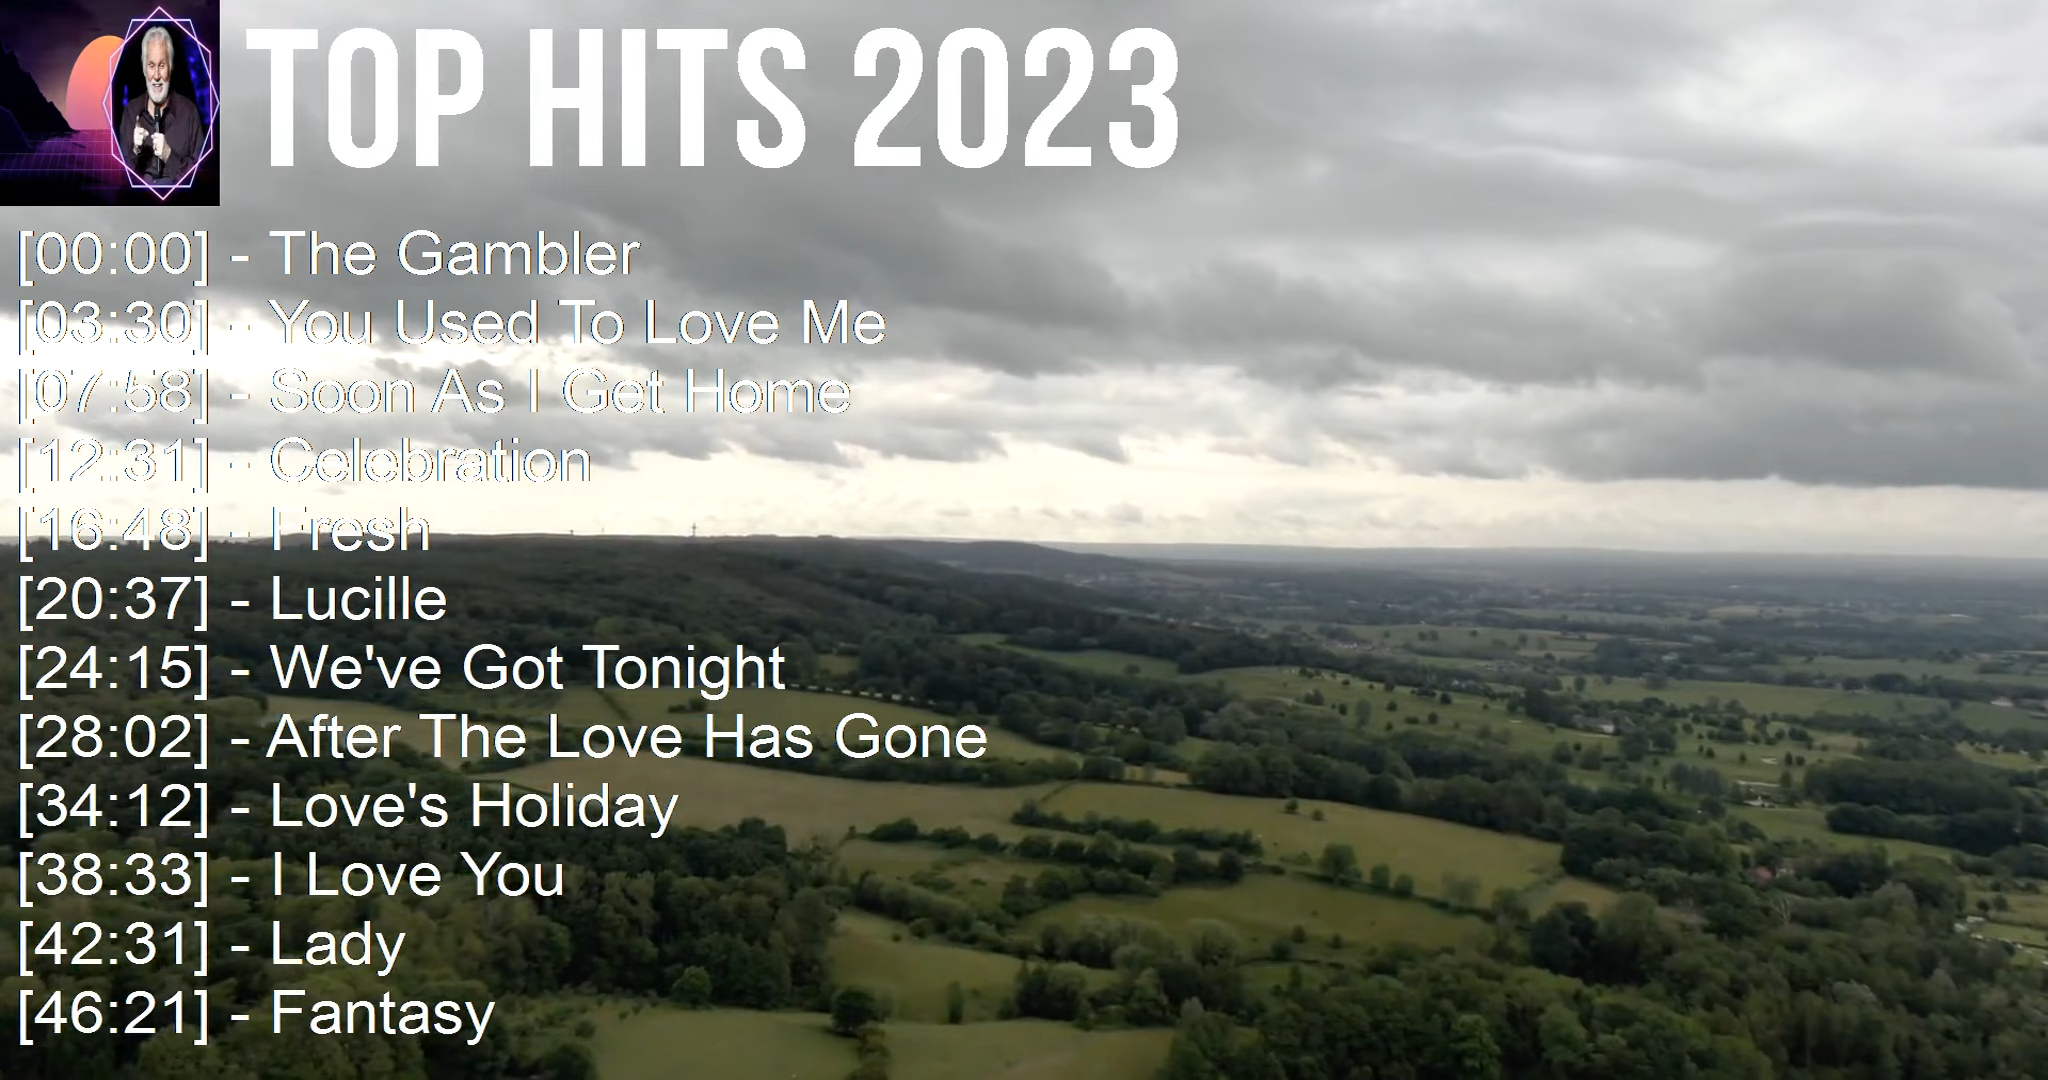 TOP HITS 2023
[00:00] - The Gambler
[03:30] - You Used To Love Me
[07:58] - Soon As I Get Home
[12:31] - Celebration
[16:48] - Fresh
[20:37] - Lucille
[24:15] - We've Got Tonight
[28:02] - After The Love Has Gone
[34:12] - Love's Holiday
[38:33] - I Love You
[42:31] - Lady
[46:21] - Fantasy